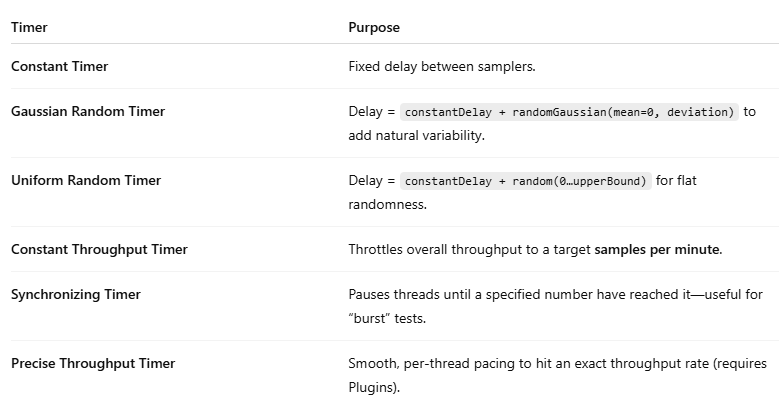 Timer Purpose
Constant Timer Fixed delay between samplers.
Gaussian Random Timer Delay = constantDelay + randomGaussian(mean=0, deviation) to
add natural variability.
Uniform Random Timer Delay = constantDelay + random(0…upperBound) for flat
randomness.
Constant Throughput Timer Throttles overall throughput to a target samples per minute.
Synchronizing Timer Pauses threads until a specified number have reached it—useful for
“burst” tests.
Precise Throughput Timer Smooth, per-thread pacing to hit an exact throughput rate (requires
Plugins).